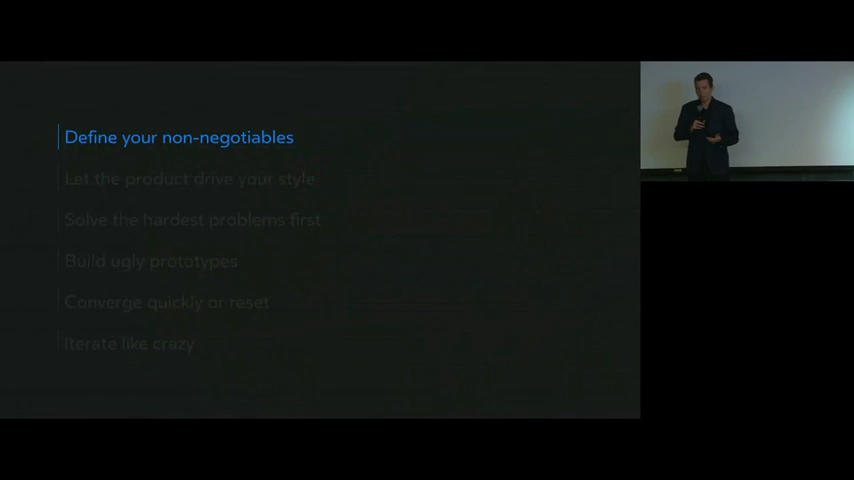 Define your non-negotiables
Let the product drive your style
Solve the hardest problems first
Build ugly prototypes
Converge quickly or reset
Iterate like crazy